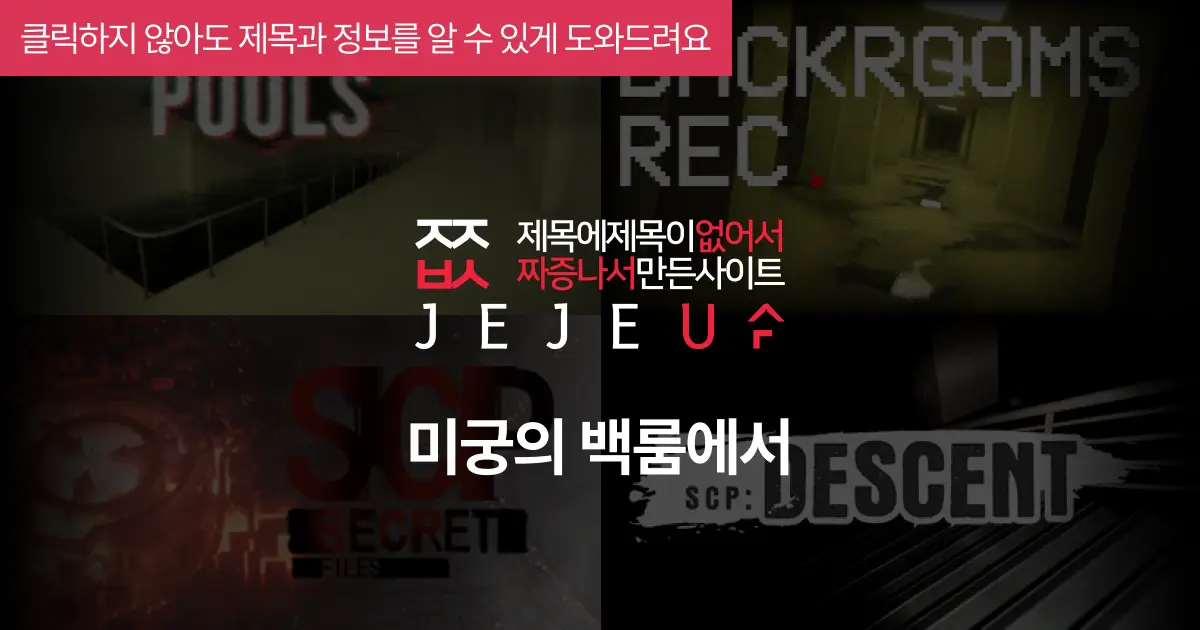 클릭하지 않아도 제목과 정보를 알 수 있게 도와드려요
POOLS
BACKROOMS
REC.
쯦 제목에제목이없어서
짜증나서만든사이트
JEJEUP
미궁의 백룸에서
SCP
SECRET
FILES
SCP: DESCENT